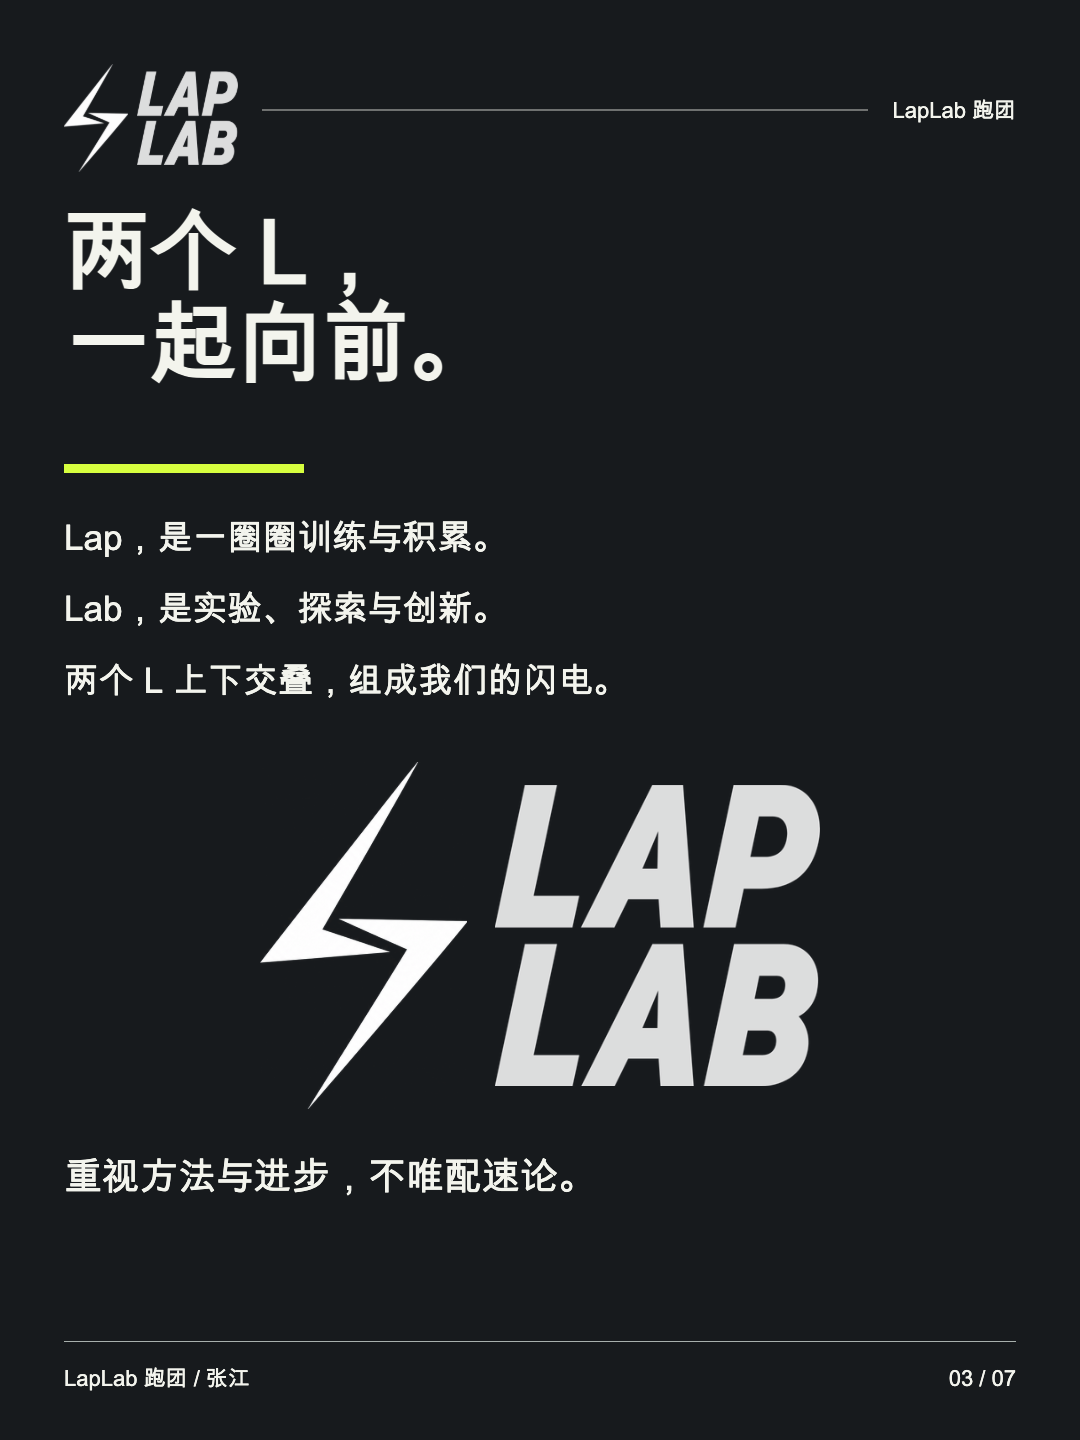 LAP
LAB
LapLab 跑团
两个 L，
一起向前。
Lap，是一圈圈训练与积累。
Lab，是实验、探索与创新。
两个 L 上下交叠，组成我们的闪电。
LAP
LAB
重视方法与进步，不唯配速论。
LapLab 跑团 / 张江
03 / 07